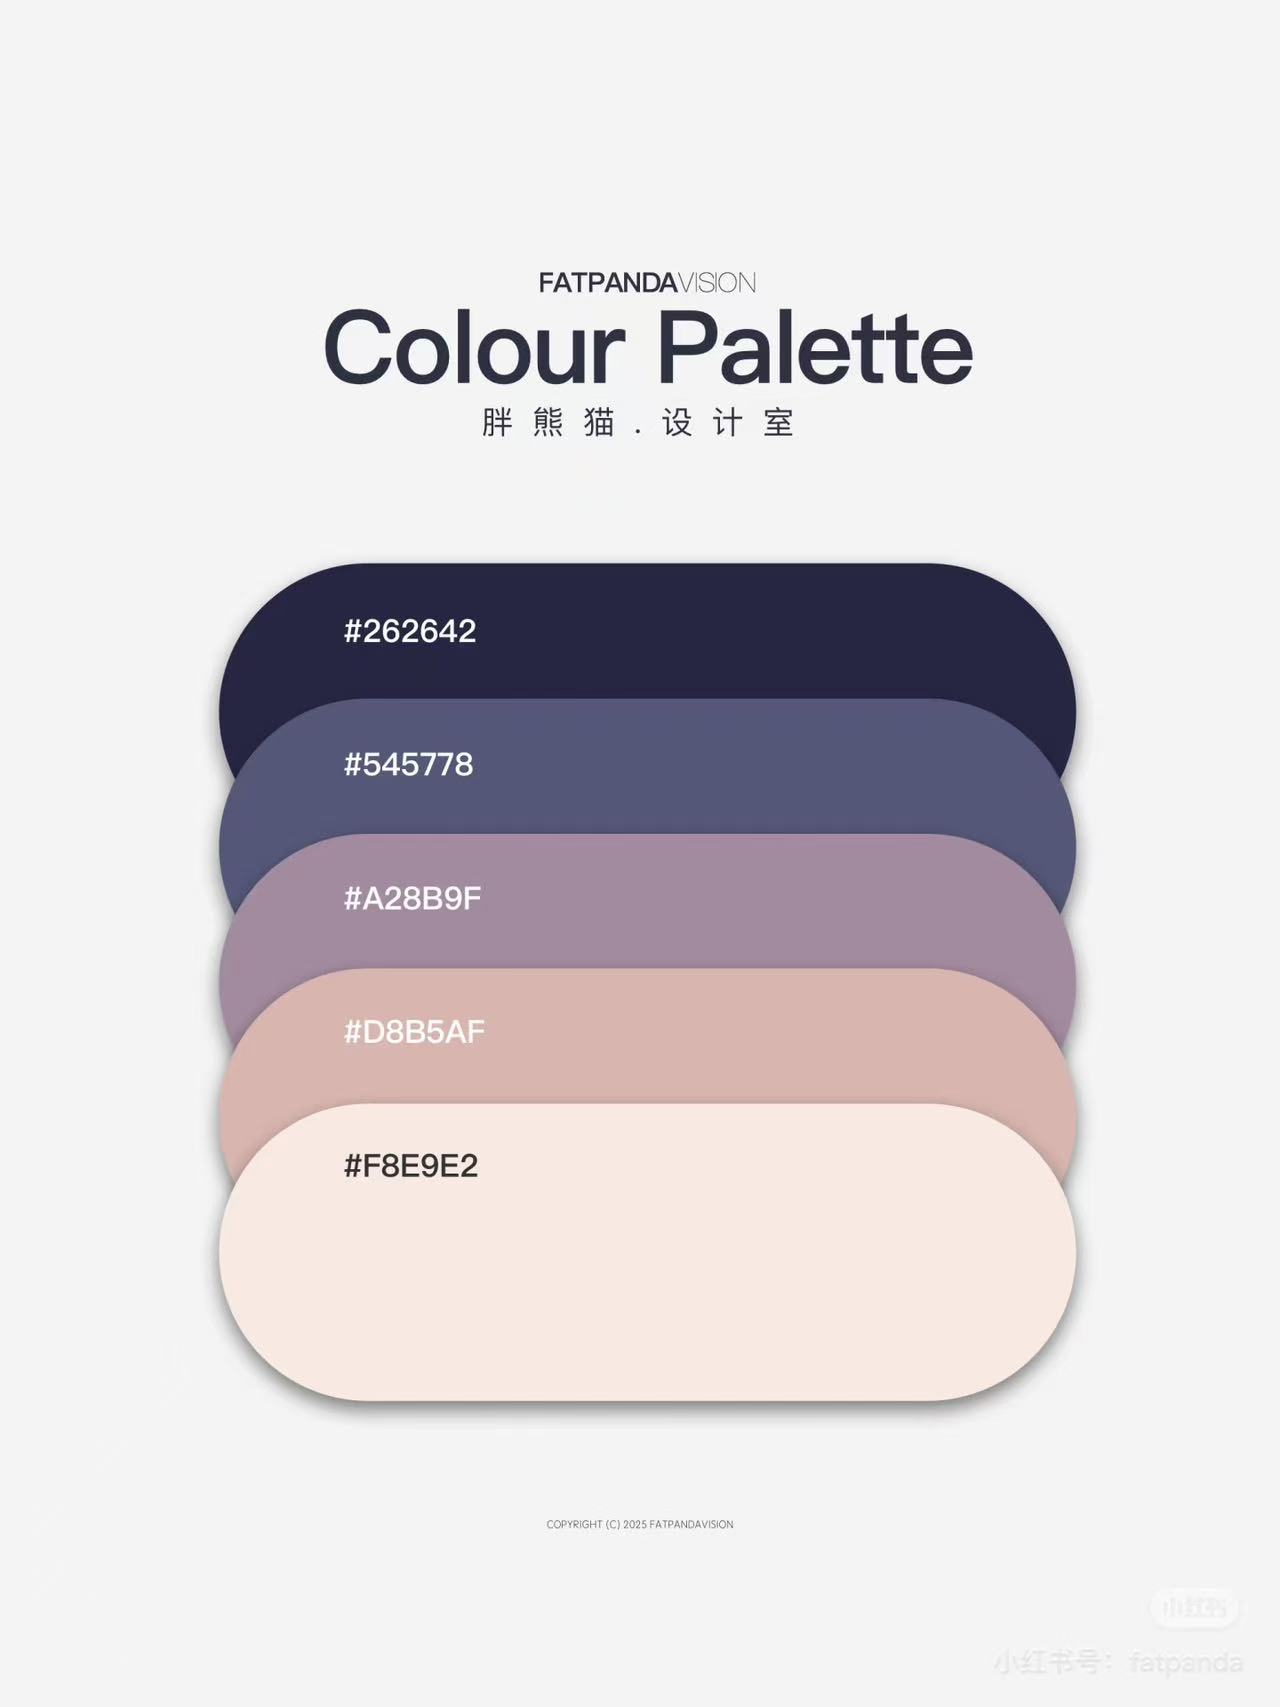 FATPANDAVISION
Colour Palette
胖熊猫.设计室
#262642
#545778
#A28B9F
#D8B5AF
#F8E9E2
COPYRIGHT (C) 2025 FATPANDAVISION
小红书
小红书号：fatpanda